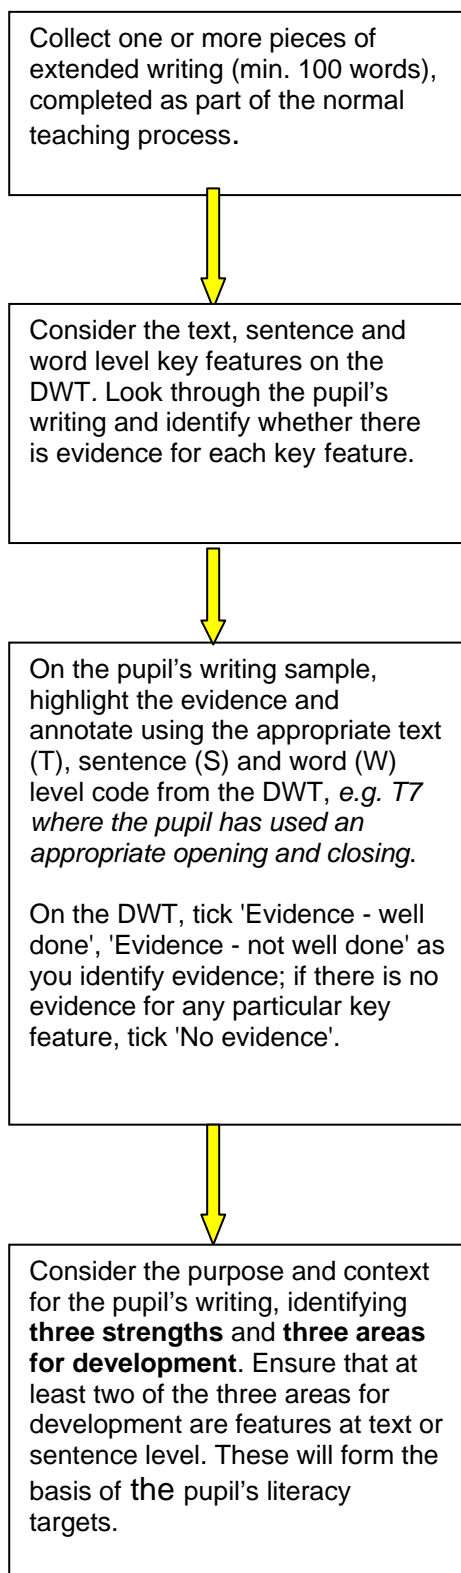 Collect one or more pieces of
extended writing (min. 100 words),
completed as part of the normal
teaching process.
Consider the text, sentence and
word level key features on the
DWT. Look through the pupil's
writing and identify whether there
is evidence for each key feature.
On the pupil's writing sample,
highlight the evidence and
annotate using the appropriate text
(T), sentence (S) and word (W)
level code from the DWT, e.g. T7
where the pupil has used an
appropriate opening and closing.
On the DWT, tick 'Evidence - well
done', 'Evidence - not well done' as
you identify evidence; if there is no
evidence for any particular key
feature, tick 'No evidence'.
Consider the purpose and context
for the pupil's writing, identifying
three strengths and three areas
for development. Ensure that at
least two of the three areas for
development are features at text or
sentence level. These will form the
basis of the pupil's literacy
targets.